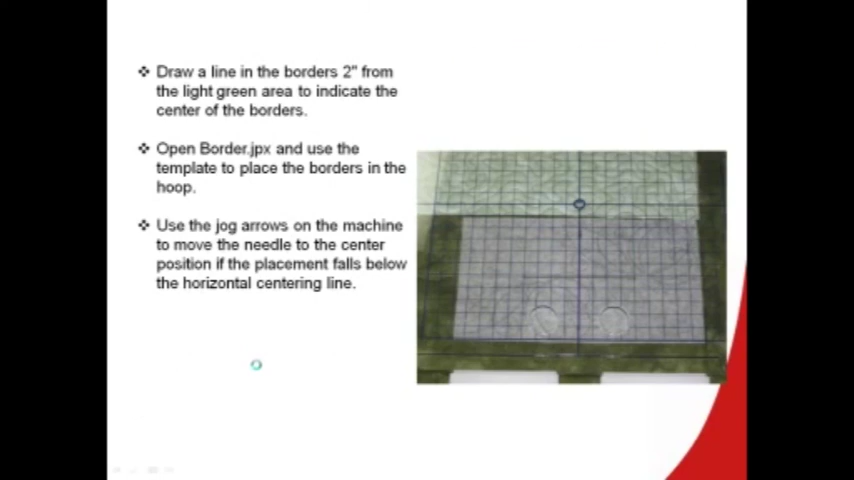 ❖ Draw a line in the borders 2" from
the light green area to indicate the
center of the borders.
❖ Open Border.jpx and use the
template to place the borders in the
hoop.
❖ Use the jog arrows on the machine
to move the needle to the center
position if the placement falls below
the horizontal centering line.